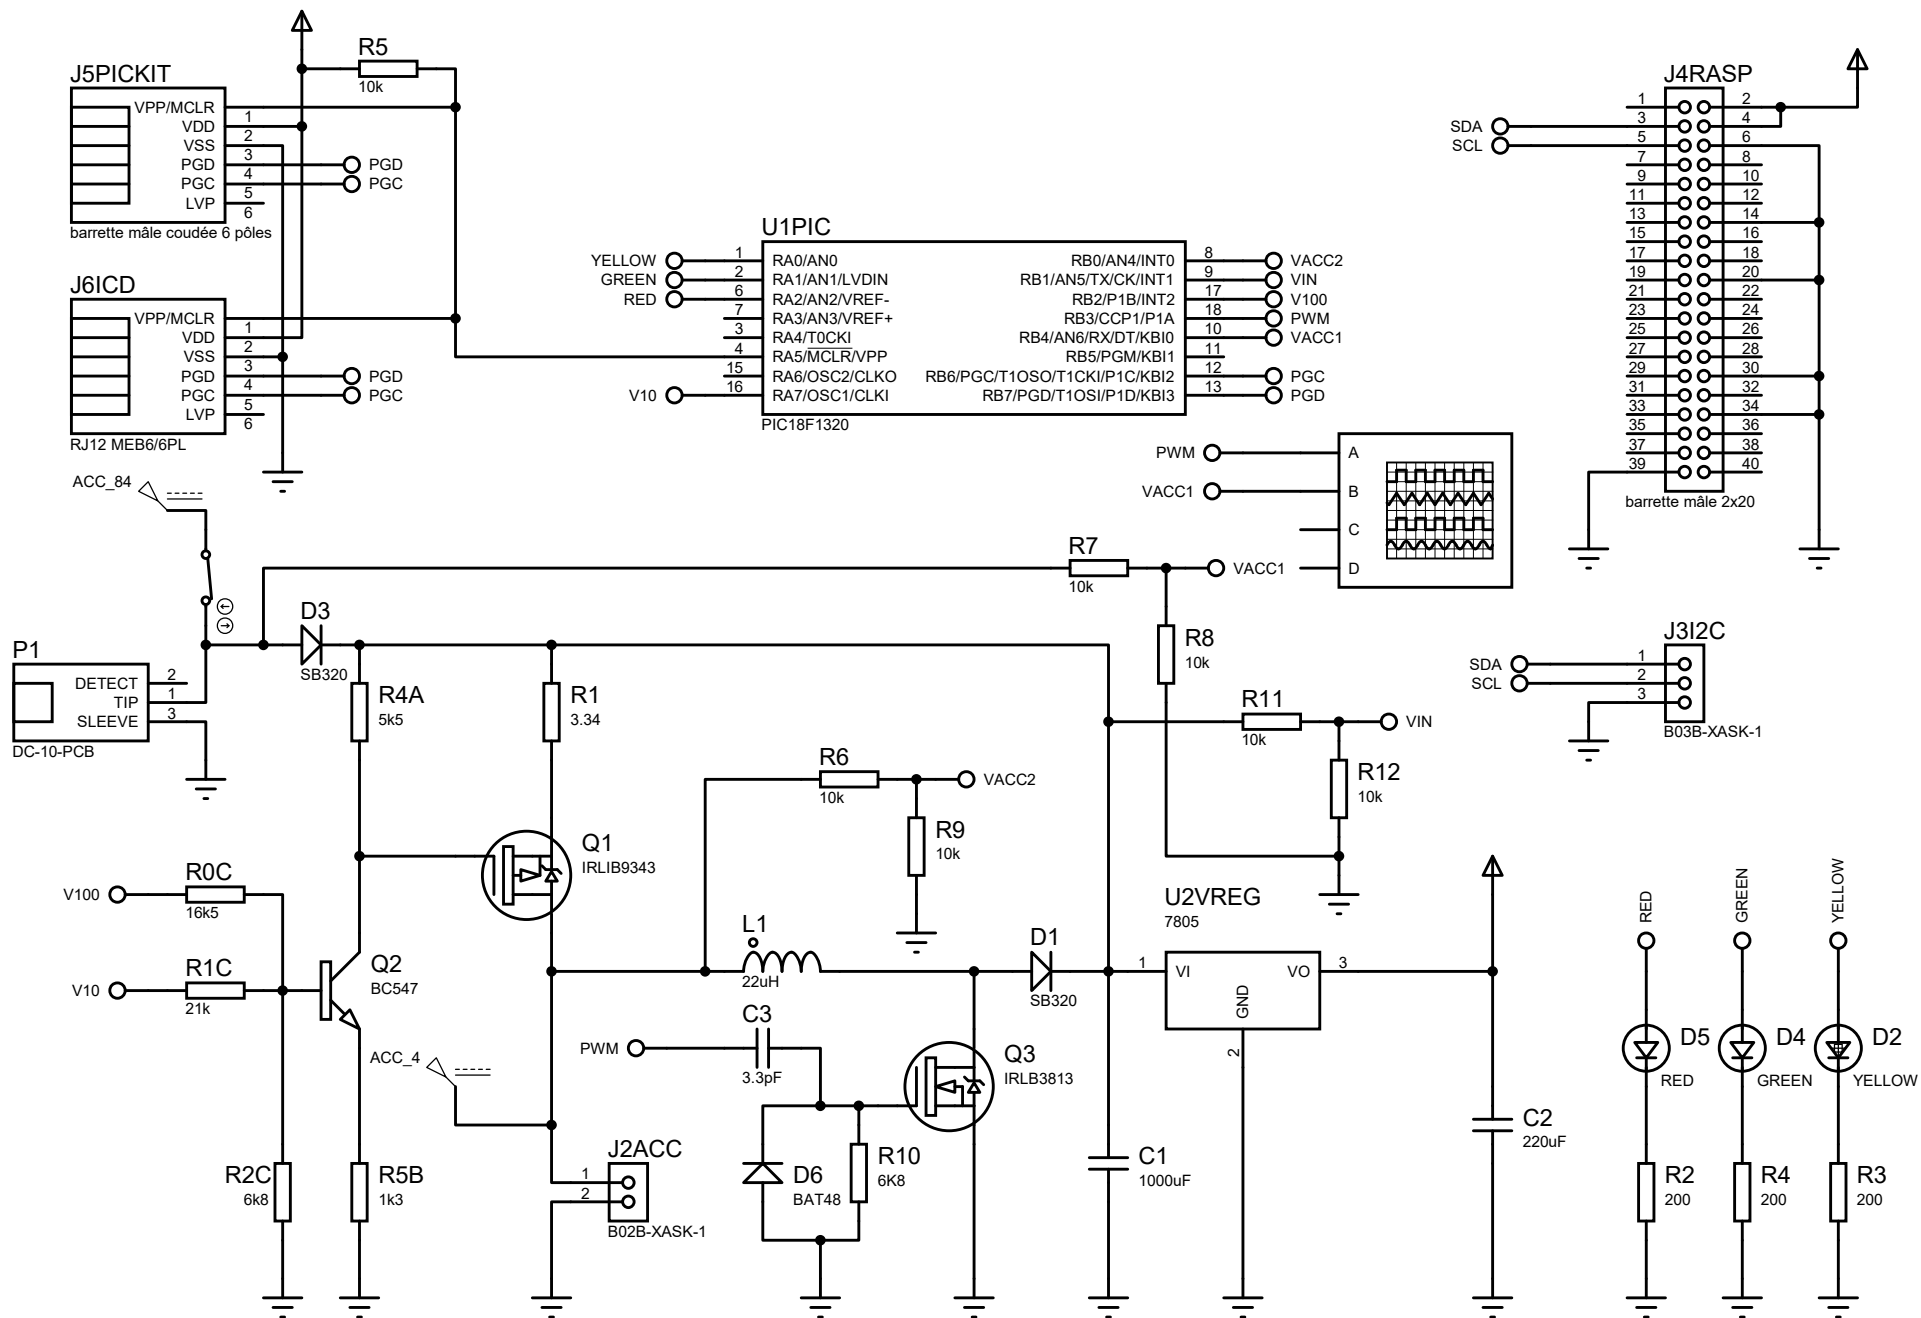 J5PICKIT
VPP/MCLR
VDD
VSS
PGD
PGC
LVP
1
2
3
4
5
6
barrette mâle coudée 6 pôles
R5
10k
PGD
PGC
J6ICD
VPP/MCLR
VDD
VSS
PGD
PGC
LVP
1
2
3
4
5
6
RJ12 MEB6/6PL
PGD
PGC
U1PIC
YELLOW 1 RA0/AN0
GREEN 2 RA1/AN1/LVDIN
RED 6 RA2/AN2/VREF-
7 RA3/AN3/VREF+
3 RA4/T0CKI
4 RA5/MCLR/VPP
15 RA6/OSC2/CLKO
V10 16 RA7/OSC1/CLKI
RB0/AN4/INT0 8 VACC2
RB1/AN5/TX/CK/INT1 9 VIN
RB2/P1B/INT2 17 V100
RB3/CCP1/P1A 18 PWM
RB4/AN6/RX/DT/KBI0 10 VACC1
RB5/PGM/KBI1 11
RB6/PGC/T1OSO/T1CKI/P1C/KBI2 12 PGC
RB7/PGD/T1OSI/P1D/KBI3 13 PGD
PIC18F1320
J4RASP
SDA
SCL
1 2
3 4
5 6
7 8
9 10
11 12
13 14
15 16
17 18
19 20
21 22
23 24
25 26
27 28
29 30
31 32
33 34
35 36
37 38
39 40
barrette mâle 2x20
PWM A
VACC1 B
C
D
ACC_84
R7
10k
VACC1
R8
10k
D3
SB320
P1
DETECT 2
TIP 1
SLEEVE 3
DC-10-PCB
R4A
5k5
R1
3.34
R11
10k
VIN
R12
10k
J3I2C
SDA 1
SCL 2
3
B03B-XASK-1
R6
10k
VACC2
R9
10k
Q1
IRLIB9343
V100
R0C
16k5
V10
R1C
21k
Q2
BC547
L1
22uH
D1
SB320
U2VREG
7805
1 VI
VO 3
GND
2
C3
3.3pF
PWM
ACC_4
Q3
IRLB3813
R2C
6k8
R5B
1k3
J2ACC
1
2
B02B-XASK-1
D6
BAT48
R10
6K8
C1
1000uF
C2
220uF
RED
GREEN
YELLOW
D5
RED
D4
GREEN
D2
YELLOW
R2
200
R4
200
R3
200